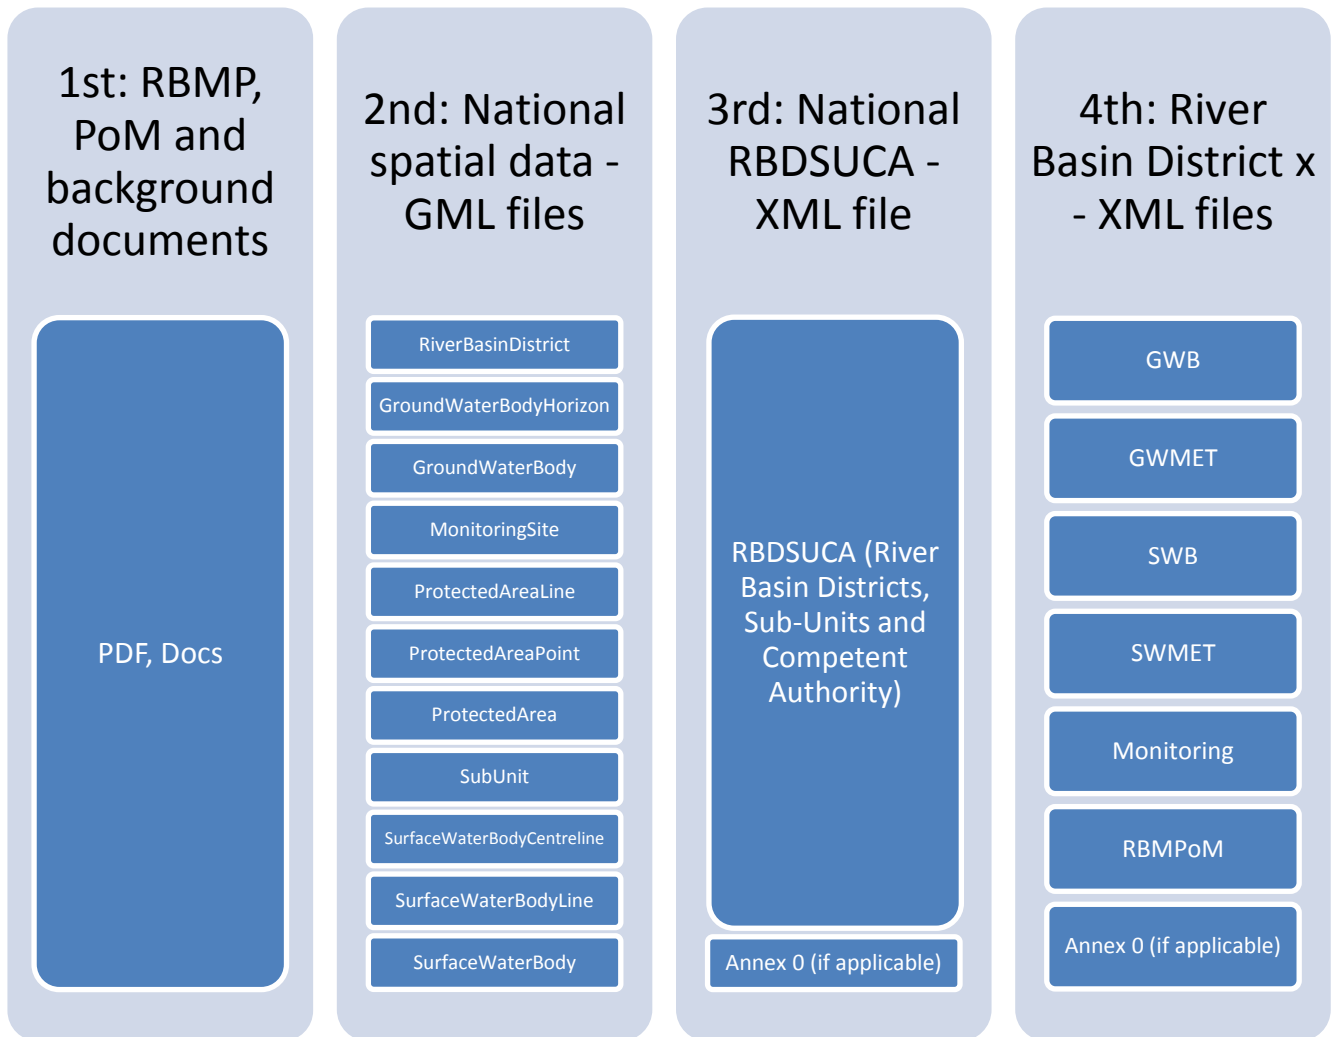 1st: RBMP,
PoM and
background
documents
PDF, Docs
2nd: National
spatial data -
GML files
RiverBasinDistrict
GroundWaterBodyHorizon
GroundWaterBody
MonitoringSite
ProtectedAreaLine
ProtectedAreaPoint
ProtectedArea
SubUnit
SurfaceWaterBodyCentreline
SurfaceWaterBodyLine
SurfaceWaterBody
3rd: National
RBDSUCA -
XML file
RBDSUCA (River
Basin Districts,
Sub-Units and
Competent
Authority)
Annex 0 (if applicable)
4th: River
Basin District x
- XML files
GWB
GWMET
SWB
SWMET
Monitoring
RBMPoM
Annex 0 (if applicable)